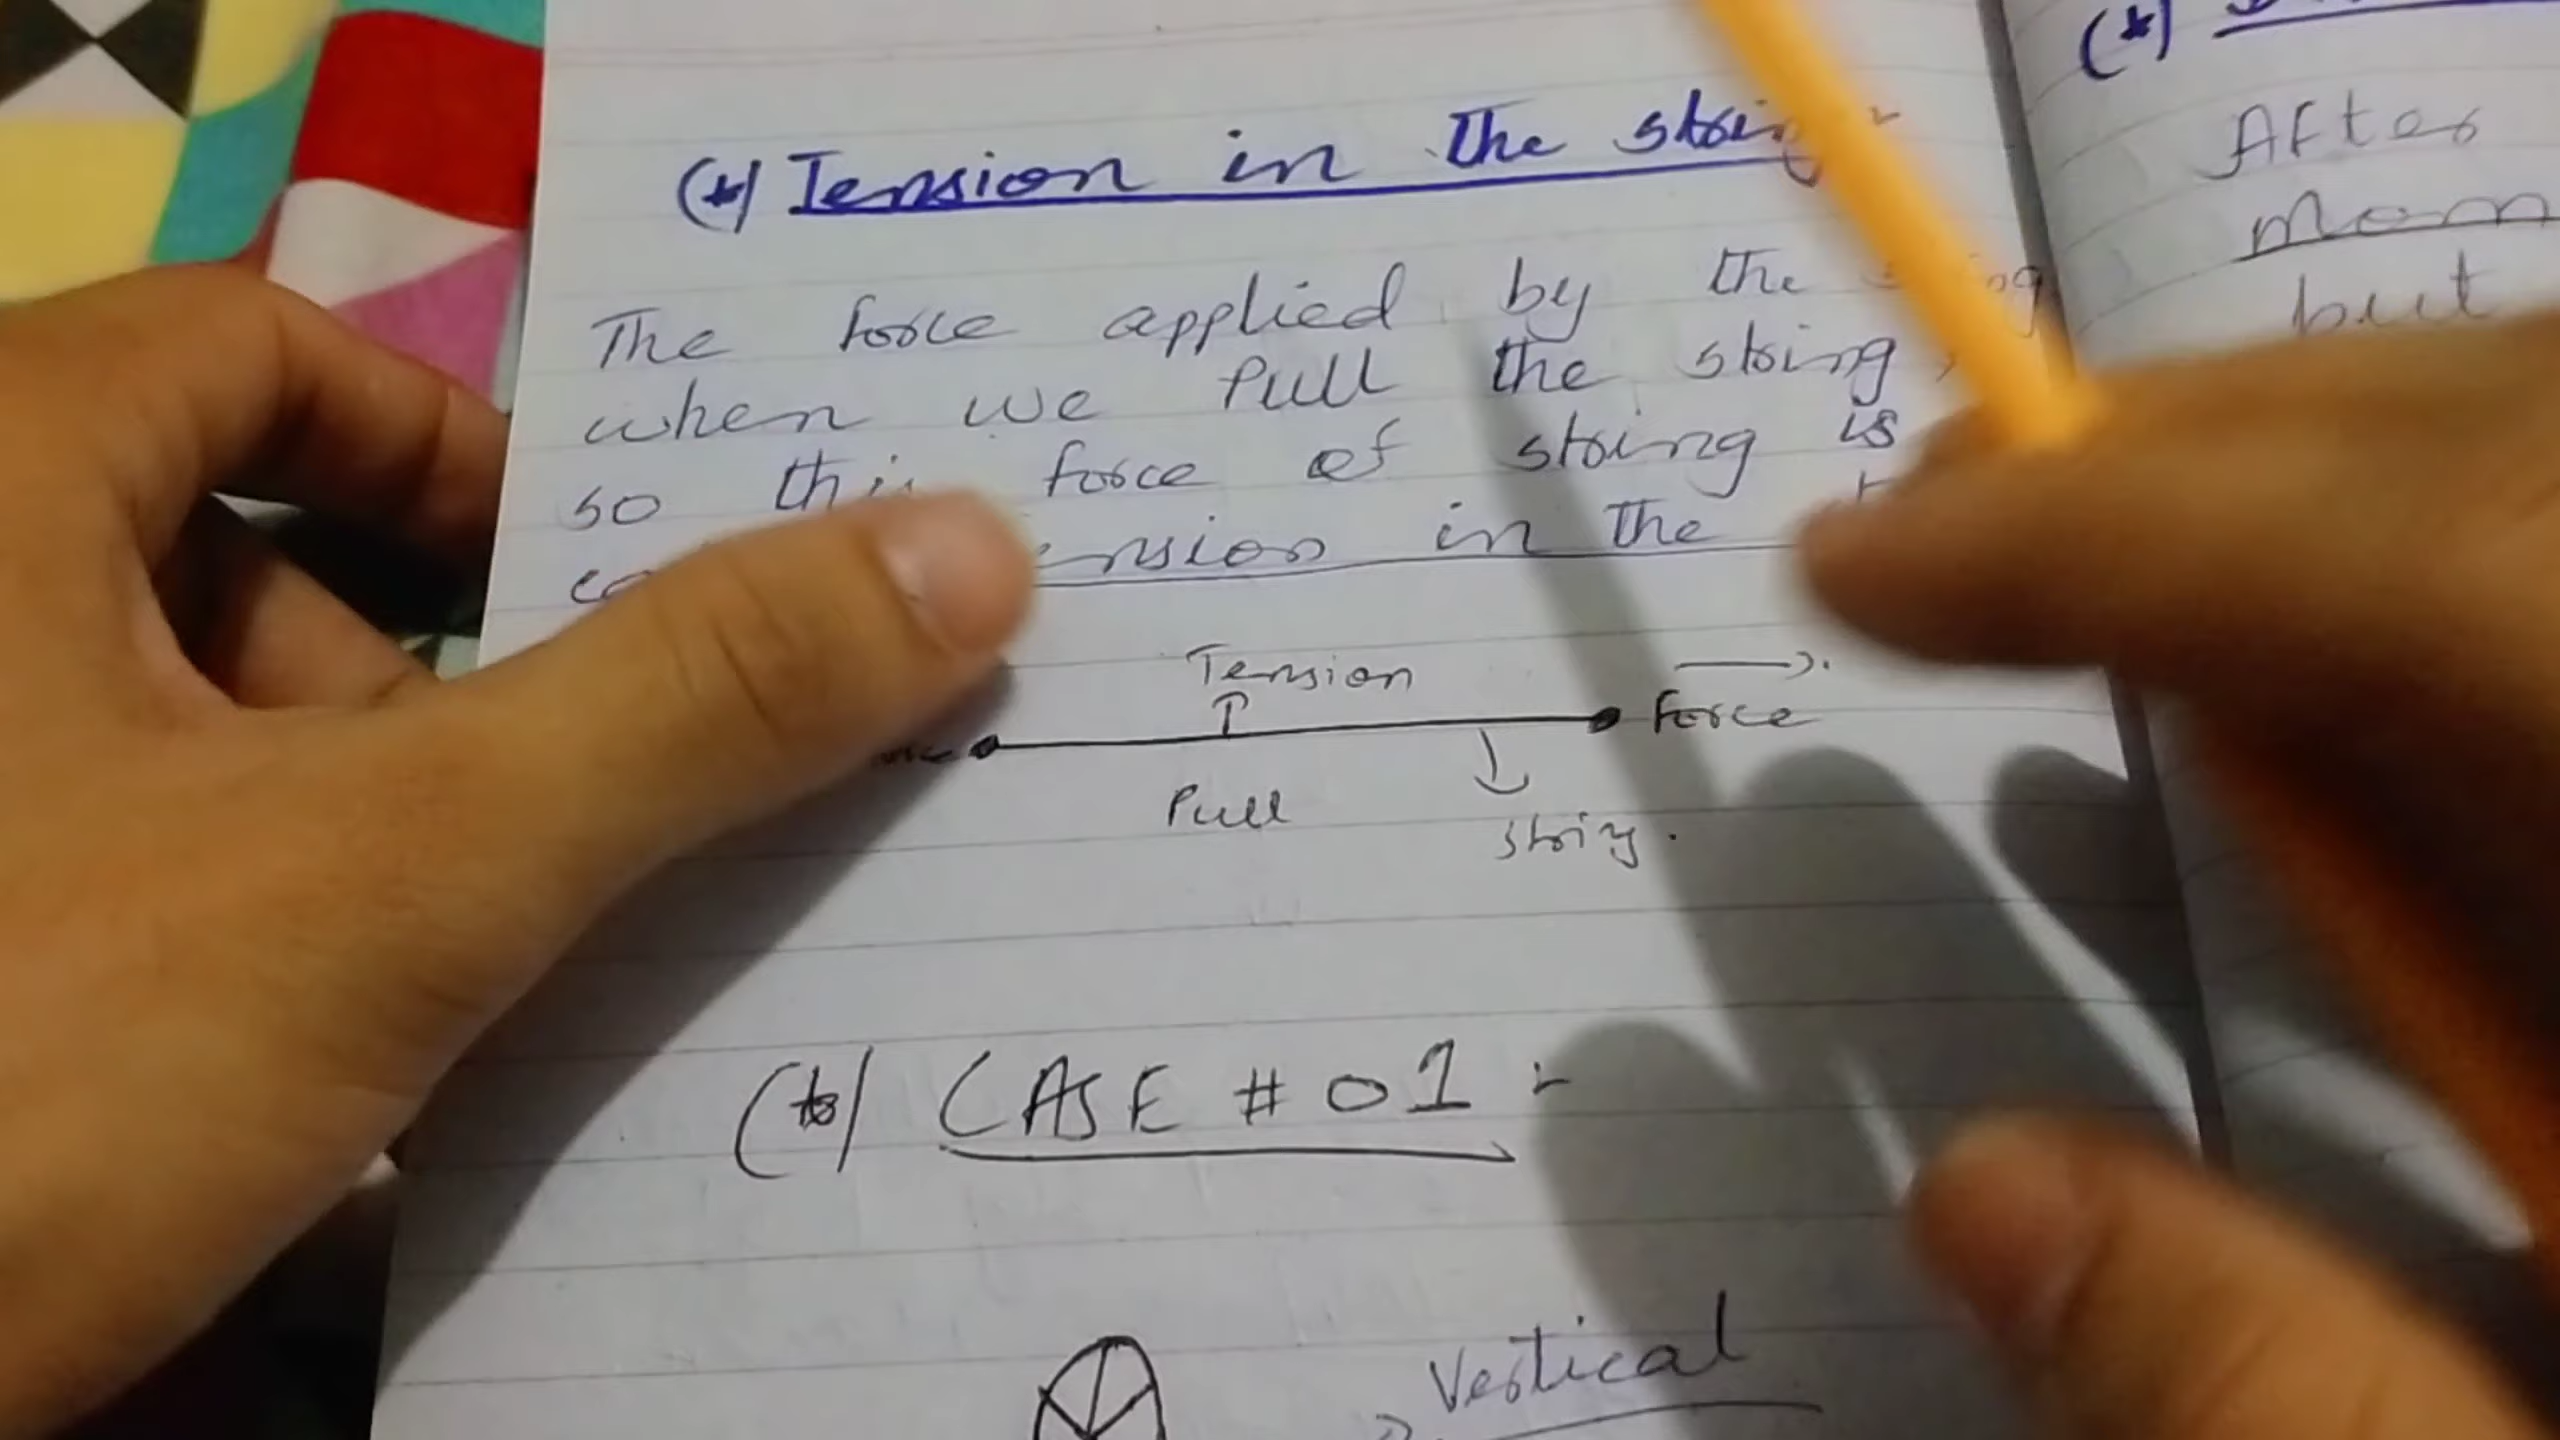 (*) Tension in the string
The force applied by the
when we Pull the string,
so this force of string is
in the
Tension
Force
Pull
string.
(*) CASE # 01 :-
Vertical
(*)
After
but